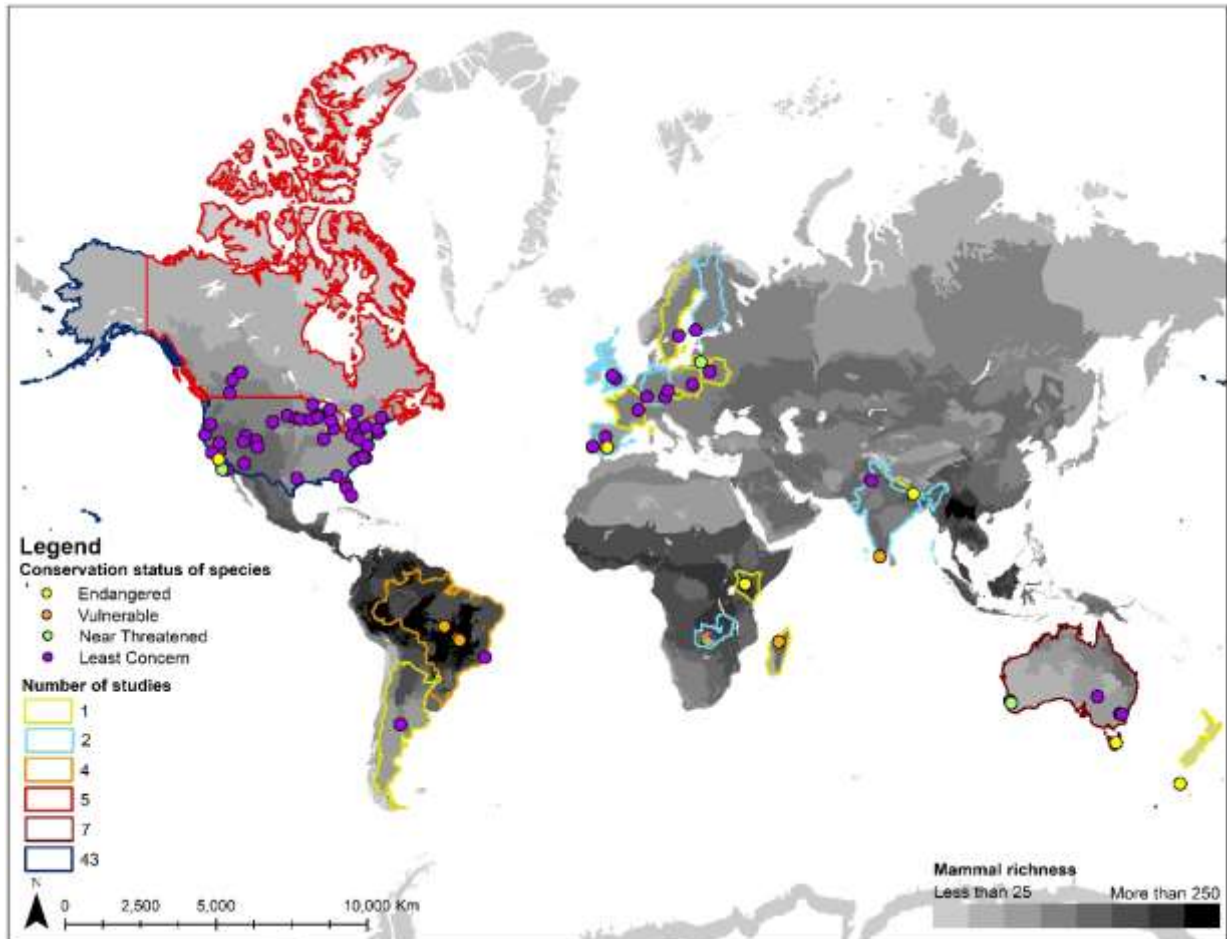 Legend
Conservation status of species
Endangered
Vulnerable
Near Threatened
Least Concern
Number of studies
1
2
4
5
7
43
N
0 2,500 5,000 10,000 Km
Mammal richness
Less than 25 More than 250